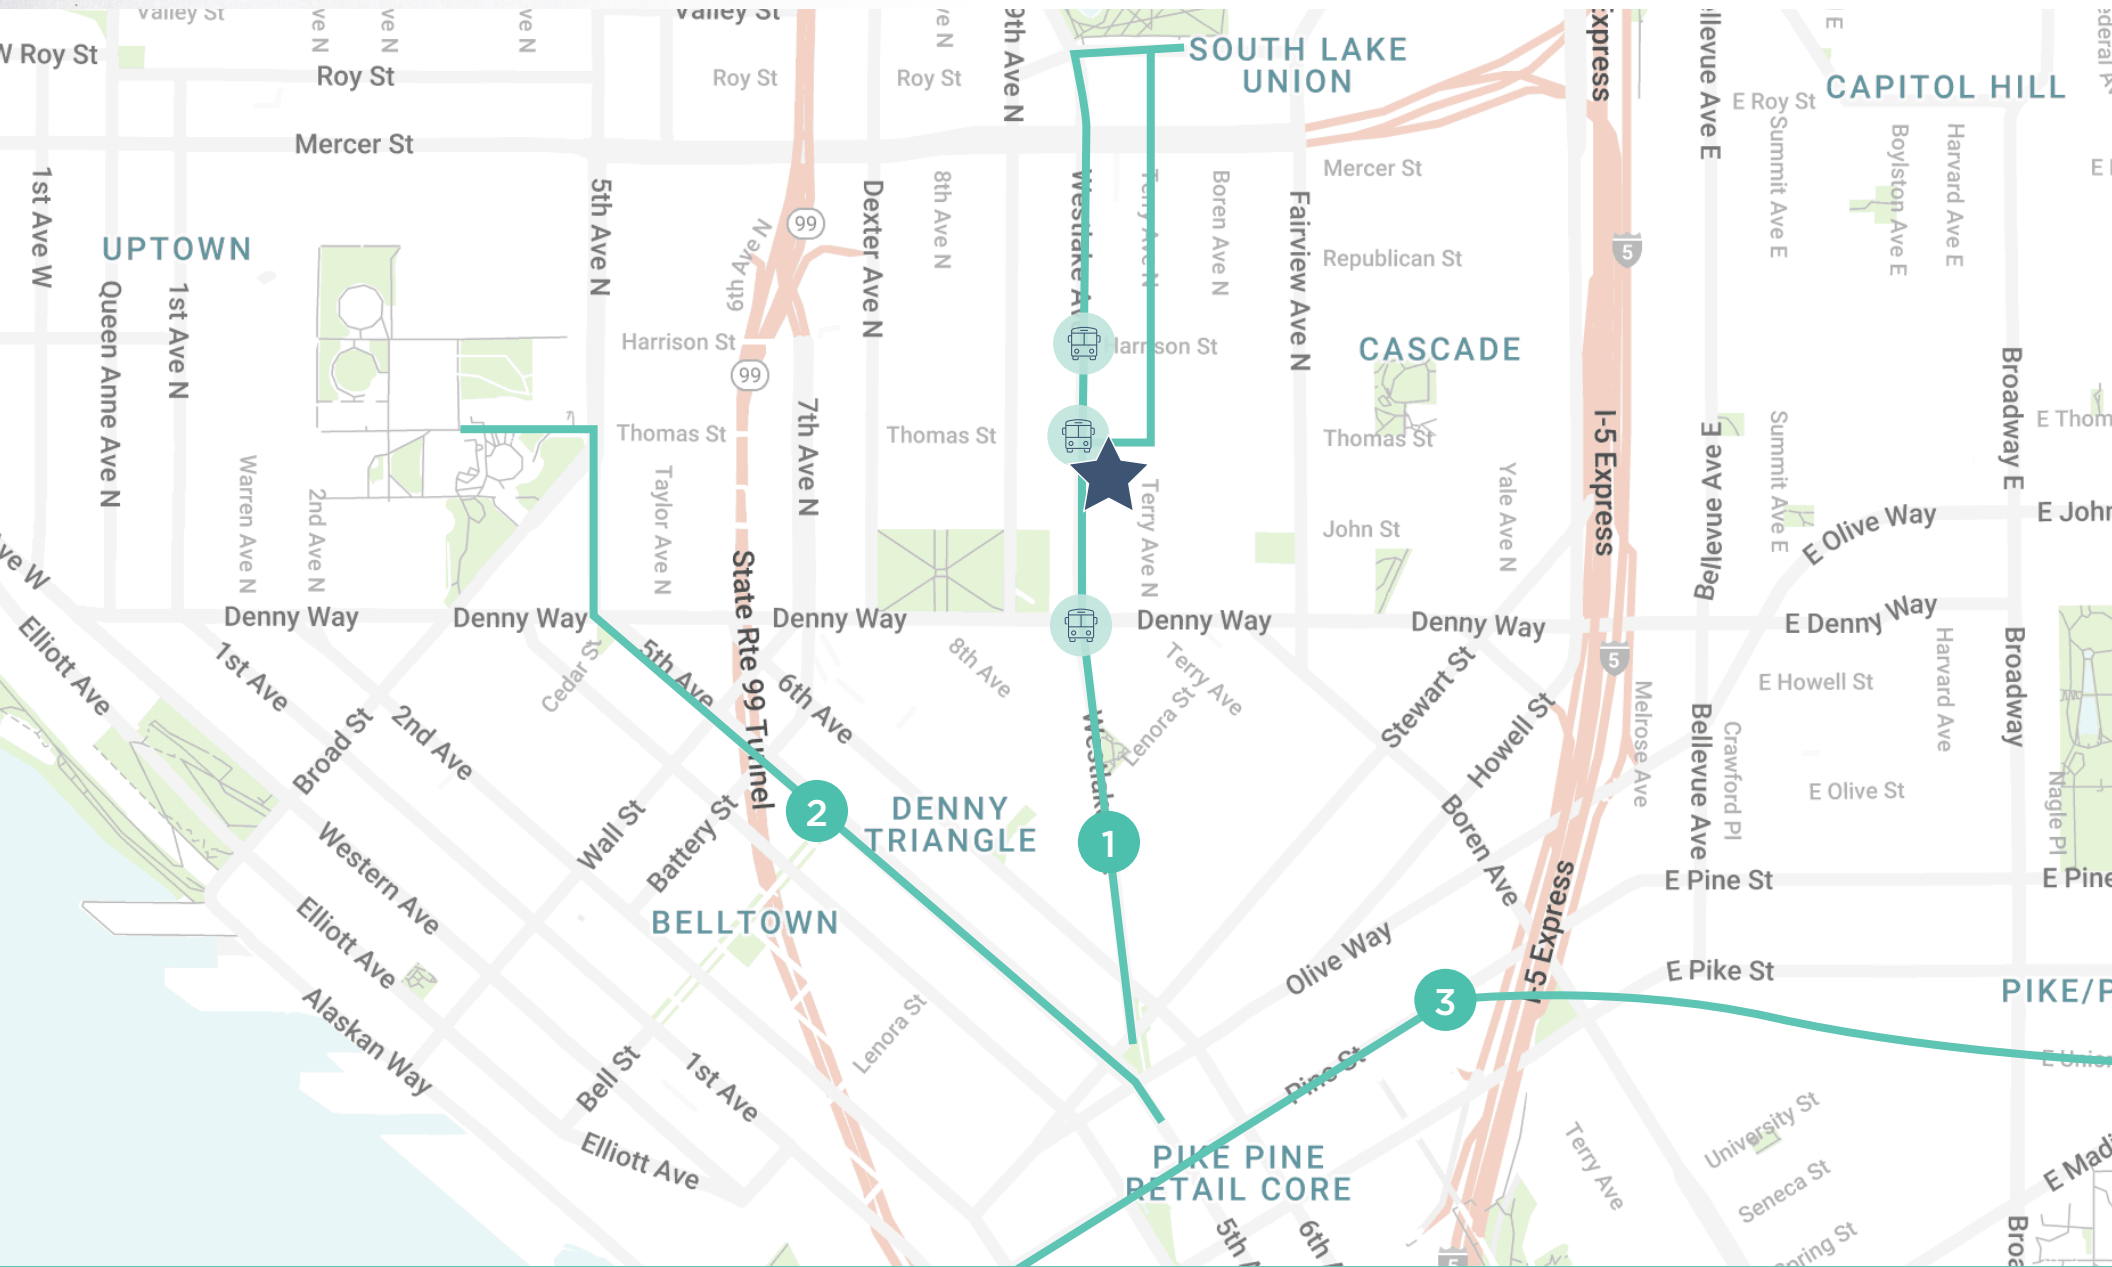 Valley St
Valley St
W Roy St
Roy St
Roy St
Roy St
9th Ave N
SOUTH LAKE
UNION
Express
CAPITOL HILL
E Roy St
Mercer St
Mercer St
1st Ave W
UPTOWN
Queen Anne Ave N
1st Ave N
5th Ave N
6th Ave N
99
Dexter Ave N
8th Ave N
Terry Ave N
Boren Ave N
Fairview Ave N
Republican St
5
Summit Ave E
Boylston Ave E
Harvard Ave E
Harrison St
Harrison St
99
CASCADE
Broadway E
Thomas St
7th Ave N
Thomas St
Thomas St
I-5 Express
Bellevue Ave E
Summit Ave E
Warren Ave N
2nd Ave N
Taylor Ave N
Terry Ave N
John St
Yale Ave N
E Olive Way
State Rte 99 Tunnel
Denny Way
Denny Way
Denny Way
Denny Way
Denny Way
E Denny Way
Elliott Ave
1st Ave
Cedar St
5th Ave
6th Ave
8th Ave
Terry Ave
Lenora St
Stewart St
Howell St
5
Melrose Ave
E Howell St
Harvard Ave
Broadway
Broad St
2nd Ave
Bellevue Ave
Crawford Pl
E Olive St
Nagle Pl
2
DENNY
TRIANGLE
1
Wall St
Battery St
Western Ave
Boren Ave
E Pine St
E Pine
BELLTOWN
Elliott Ave
Olive Way
I-5 Express
E Pike St
3
Alaskan Way
Lenora St
Bell St
1st Ave
Pine St
Elliott Ave
PIKE PINE
RETAIL CORE
Terry Ave
University St
Seneca St
5th
6th
5